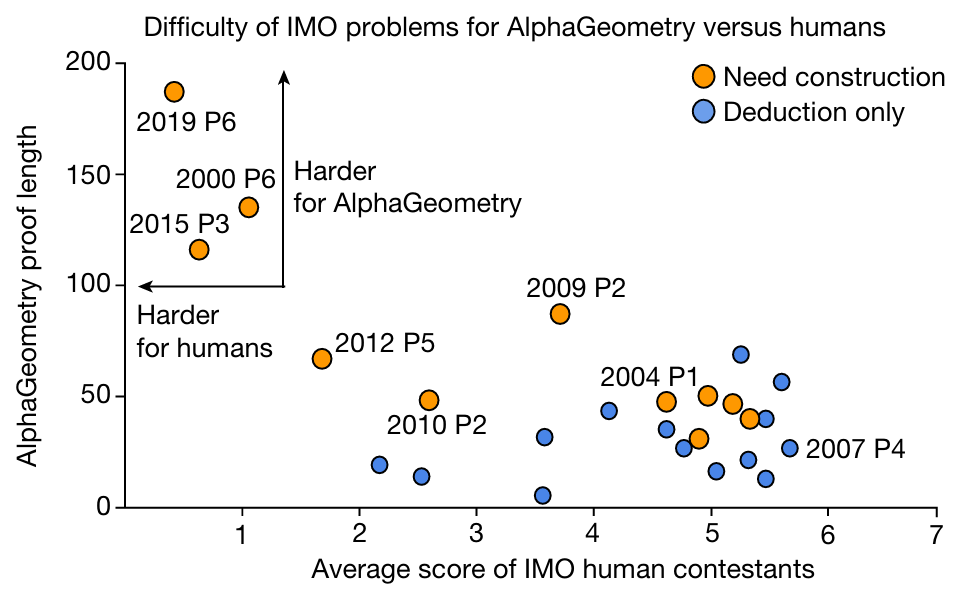 Difficulty of IMO problems for AlphaGeometry versus humans
200
150
100
50
0
AlphaGeometry proof length
Need construction
Deduction only
2019 P6
2000 P6
2015 P3
Harder
for AlphaGeometry
Harder
for humans
2009 P2
2012 P5
2010 P2
2004 P1
2007 P4
1
2
3
4
5
6
7
Average score of IMO human contestants